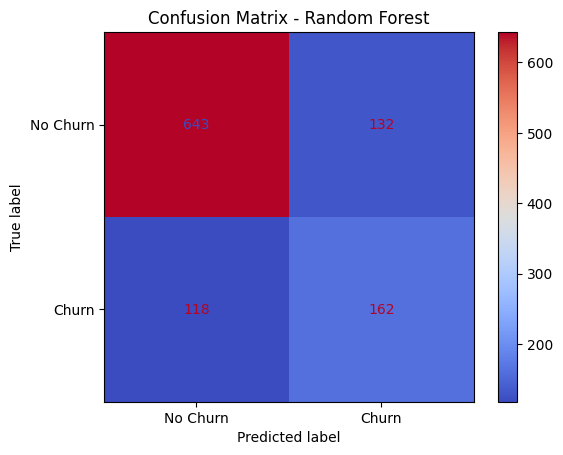 Confusion Matrix - Random Forest
True label
No Churn
Churn
643
132
118
162
No Churn
Churn
Predicted label
600
500
400
300
200